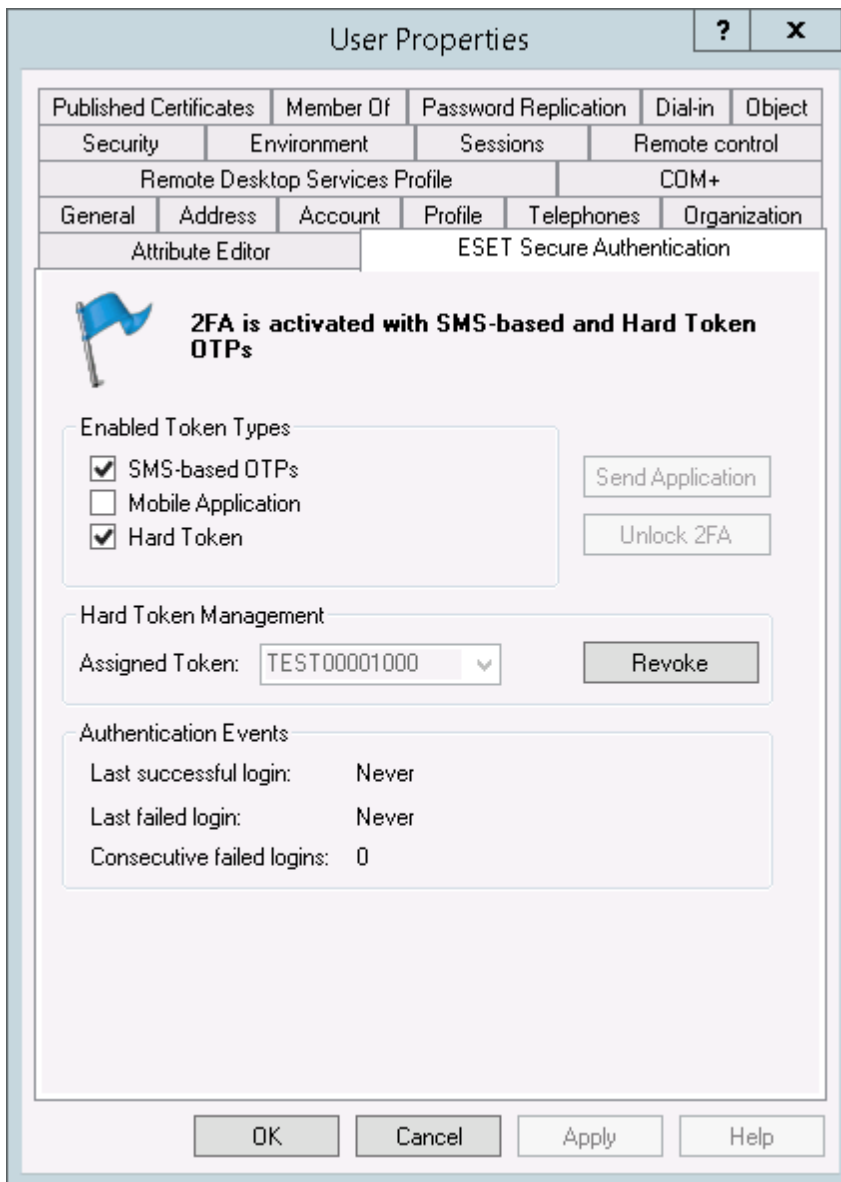 User Properties
?
x
Published Certificates
Member Of
Password Replication
Dial-in
Object
Security
Environment
Sessions
Remote control
Remote Desktop Services Profile
COM+
General
Address
Account
Profile
Telephones
Organization
Attribute Editor
ESET Secure Authentication
2FA is activated with SMS-based and Hard Token
OTPs
Enabled Token Types
SMS-based OTPs
Mobile Application
Hard Token
Send Application
Unlock 2FA
Hard Token Management
Assigned Token:
TEST00001000
Revoke
Authentication Events
Last successful login: Never
Last failed login: Never
Consecutive failed logins: 0
OK
Cancel
Apply
Help